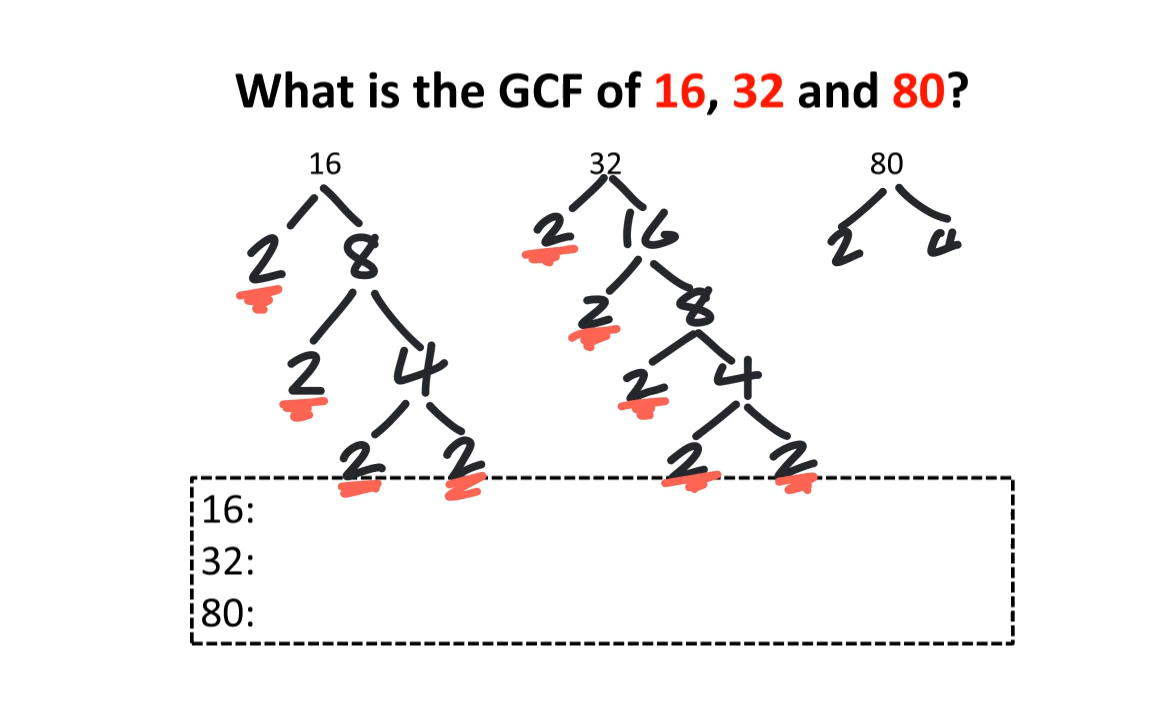 What is the GCF of 16, 32 and 80?
16 32 80
2 8 2 16 2 4
2 8
2 4 2 4
2 2 2 2
16:
32:
80: